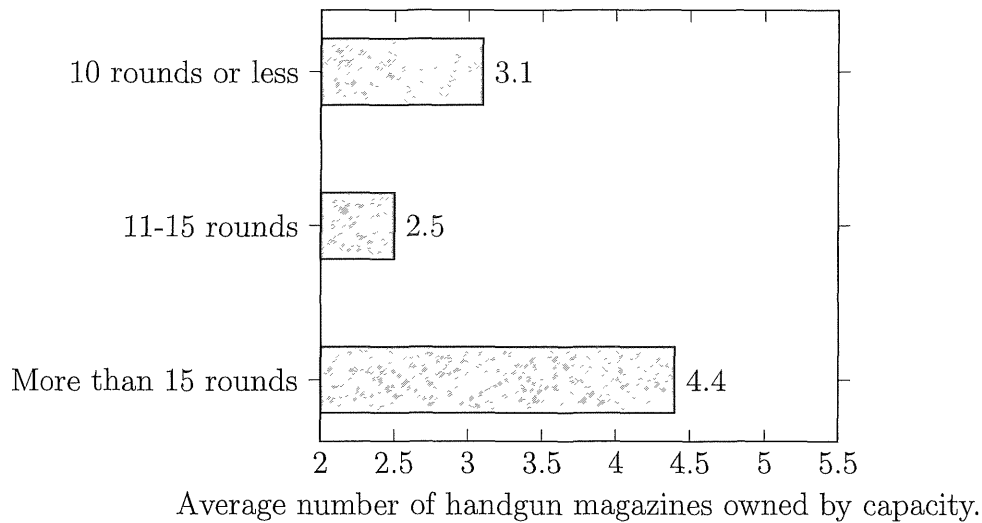 10 rounds or less 3.1
11-15 rounds 2.5
More than 15 rounds 4.4
2 2.5 3 3.5 4 4.5 5 5.5
Average number of handgun magazines owned by capacity.